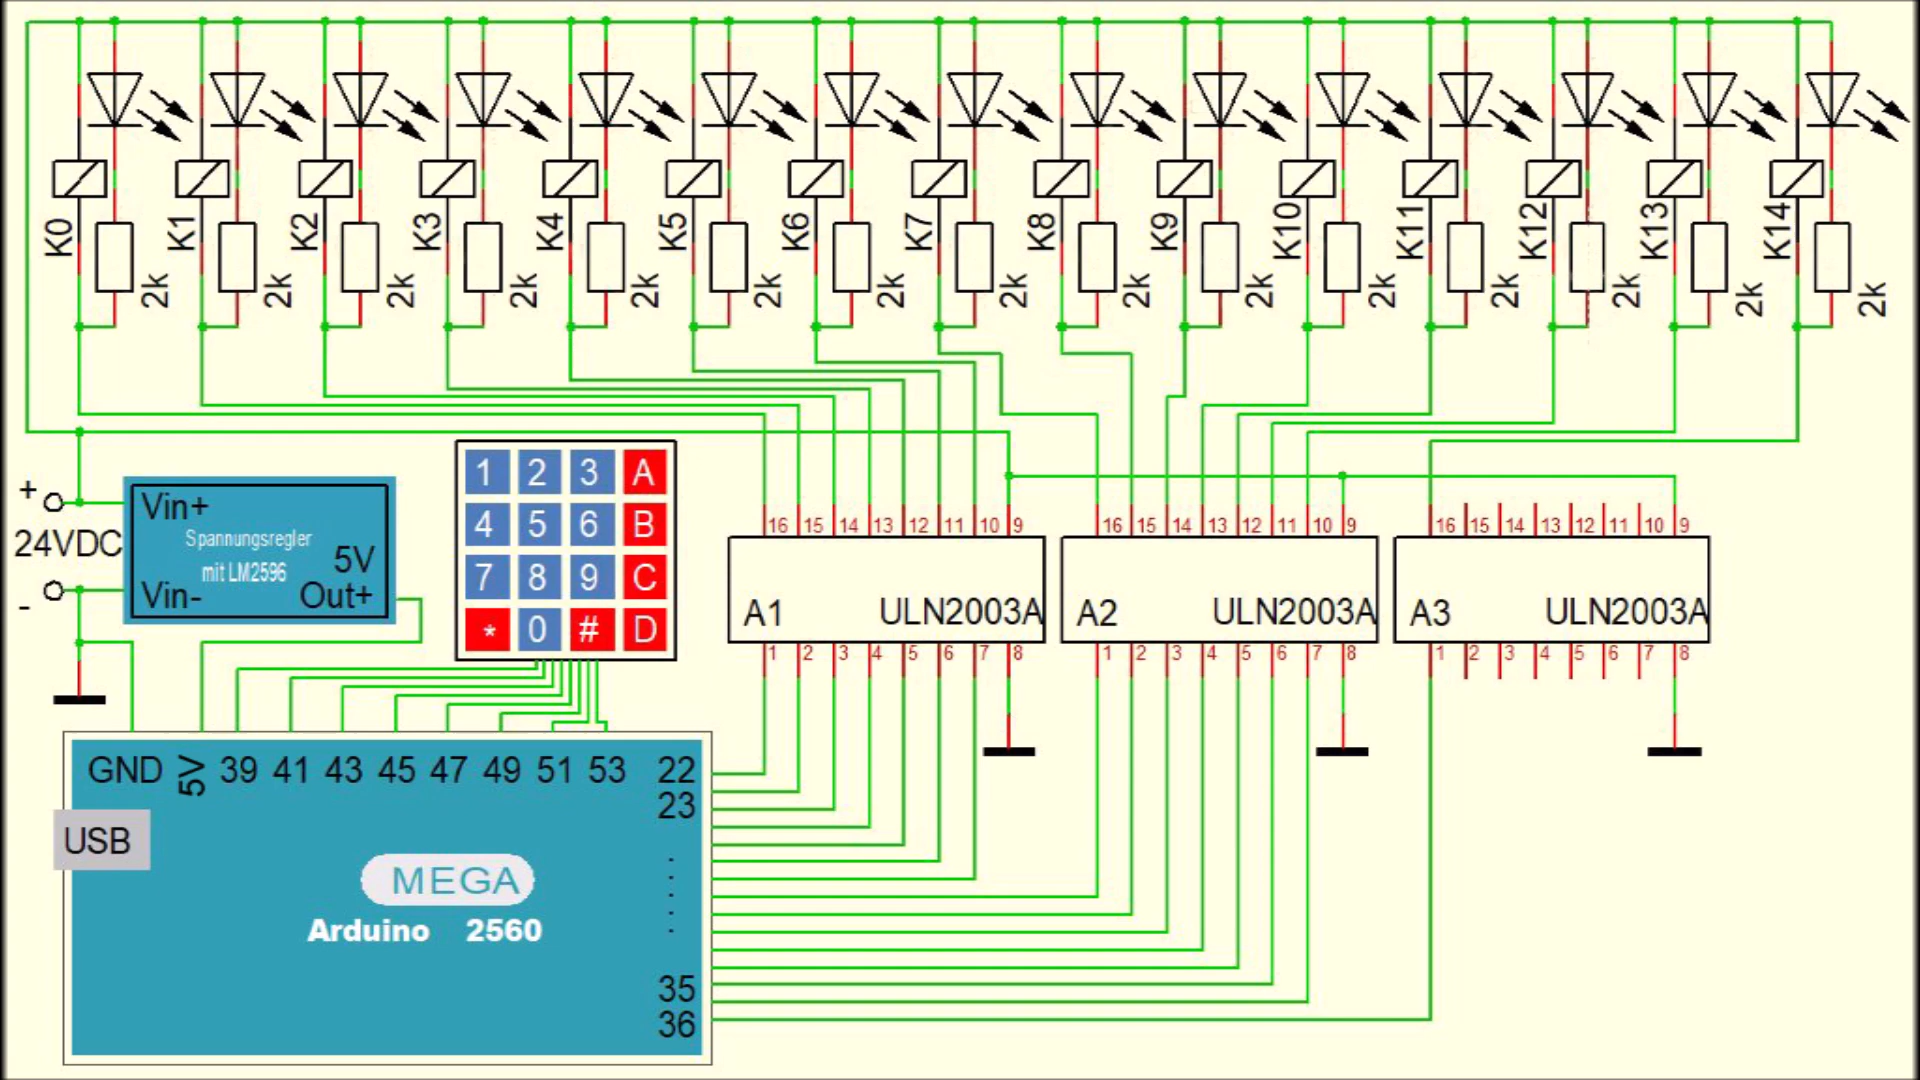 K0 K1 K2 K3 K4 K5 K6 K7 K8 K9 K10 K11 K12 K13 K14
2k 2k 2k 2k 2k 2k 2k 2k 2k 2k 2k 2k 2k 2k 2k
+
24VDC
-
Vin+
Spannungsregler
mit LM2596
5V
Vin-
Out+
1 2 3 A
4 5 6 B
7 8 9 C
* 0 # D
16 15 14 13 12 11 10 9
A1 ULN2003A
1 2 3 4 5 6 7 8
16 15 14 13 12 11 10 9
A2 ULN2003A
1 2 3 4 5 6 7 8
16 15 14 13 12 11 10 9
A3 ULN2003A
1 2 3 4 5 6 7 8
GND 5V 39 41 43 45 47 49 51 53 22
23
USB
MEGA
Arduino 2560
35
36